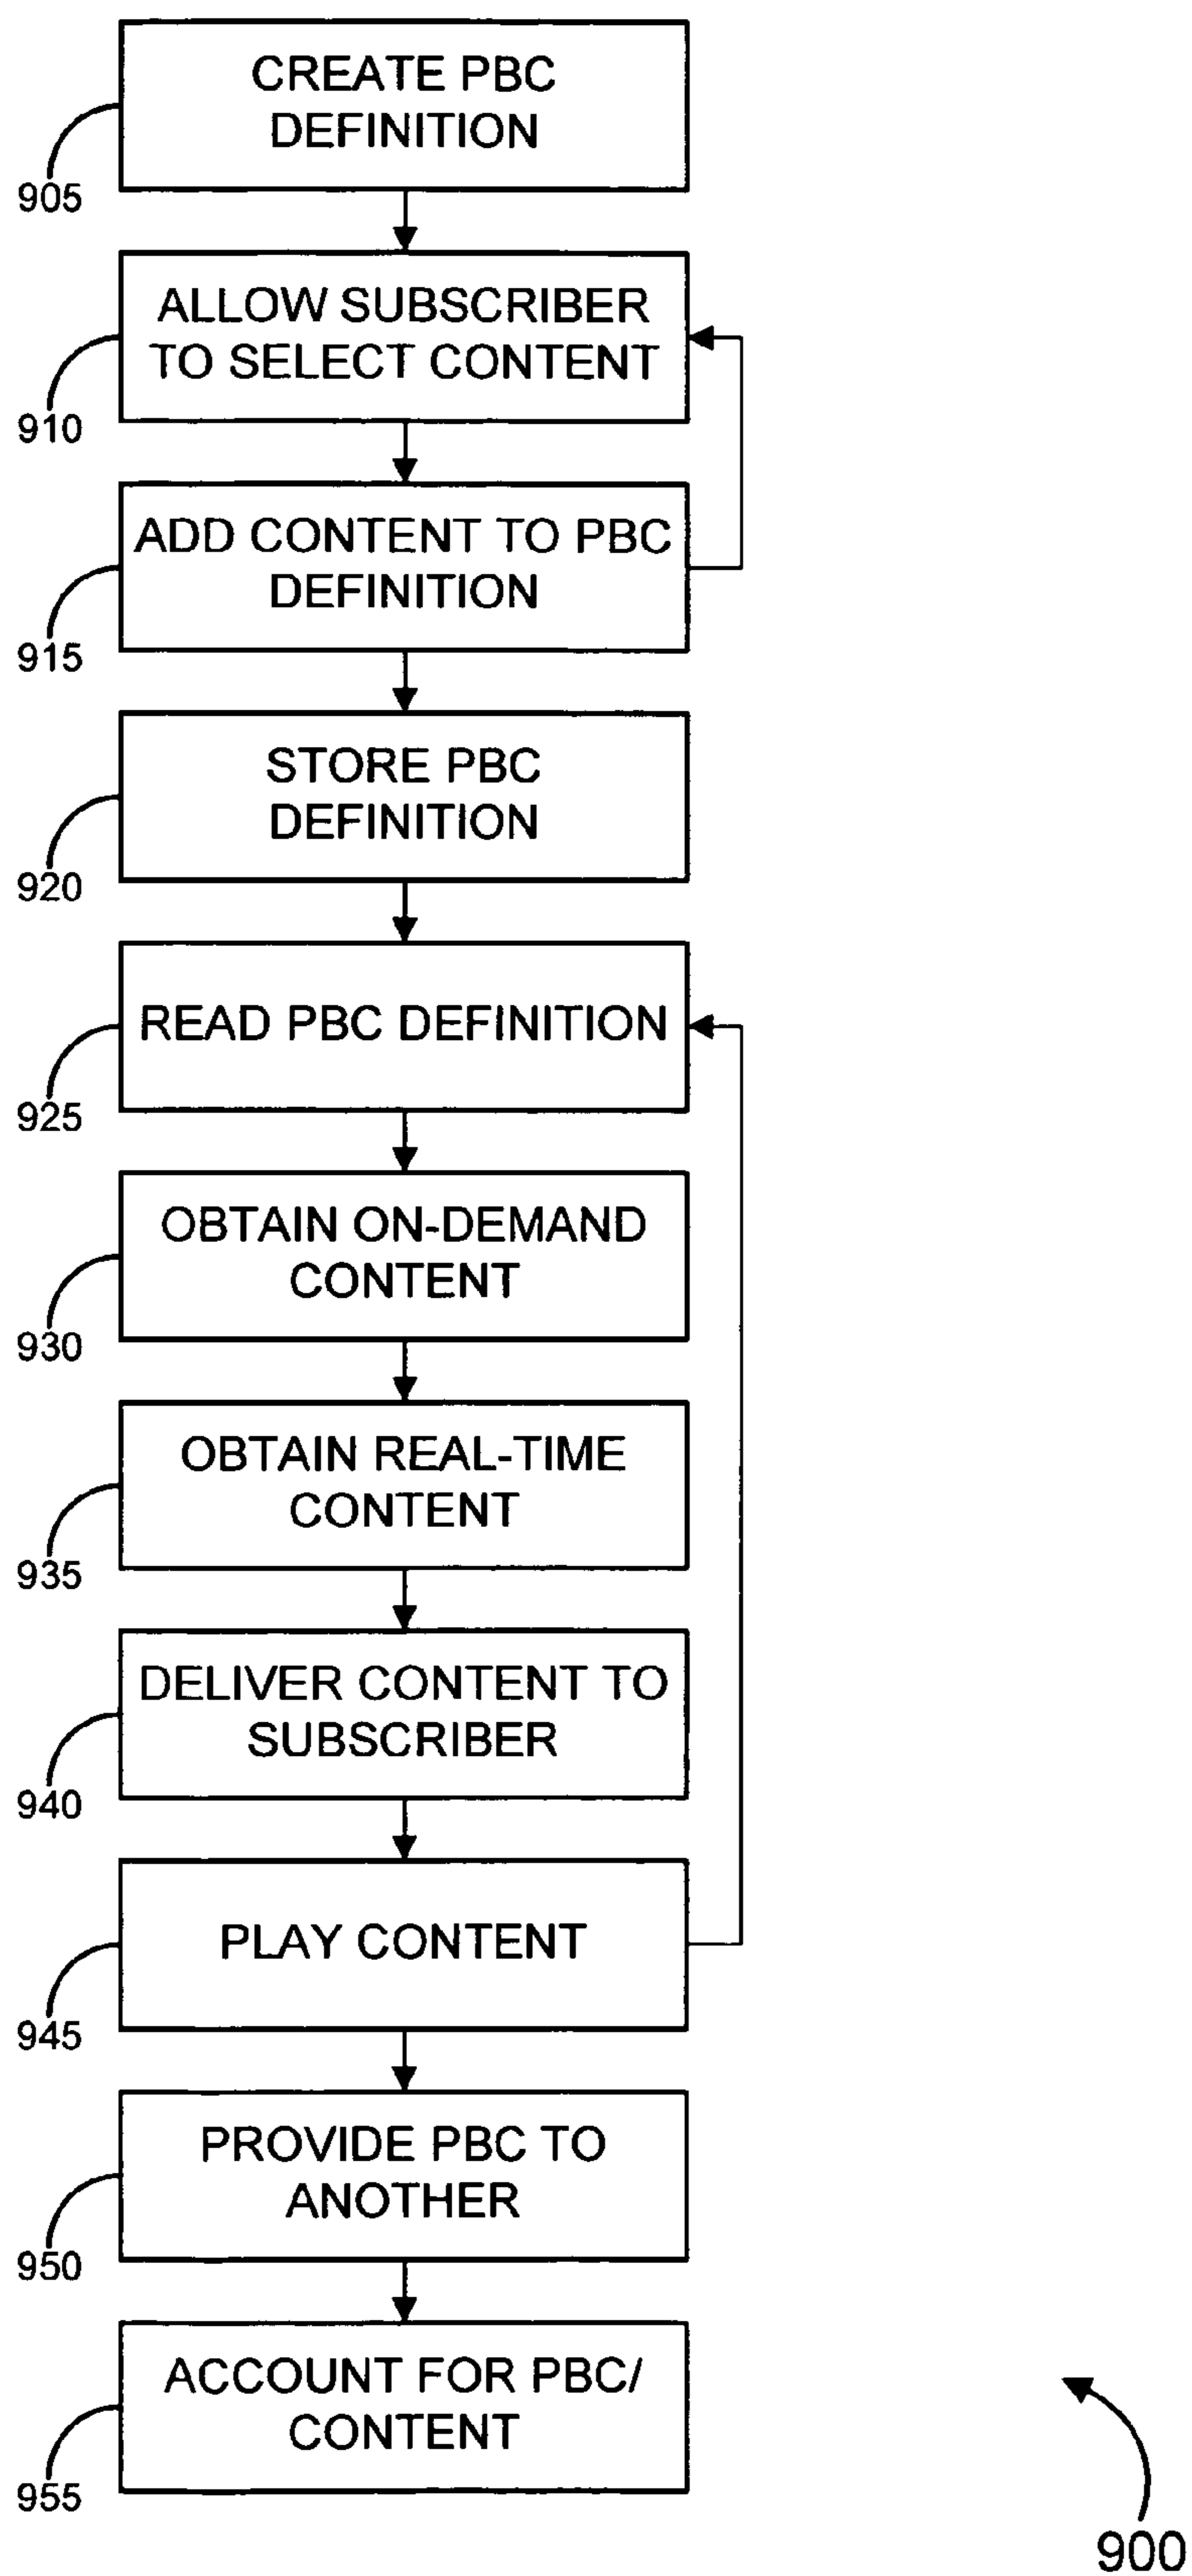 CREATE PBC
DEFINITION
905
ALLOW SUBSCRIBER
TO SELECT CONTENT
910
ADD CONTENT TO PBC
DEFINITION
915
STORE PBC
DEFINITION
920
READ PBC DEFINITION
925
OBTAIN ON-DEMAND
CONTENT
930
OBTAIN REAL-TIME
CONTENT
935
DELIVER CONTENT TO
SUBSCRIBER
940
PLAY CONTENT
945
PROVIDE PBC TO
ANOTHER
950
ACCOUNT FOR PBC/
CONTENT
955
900